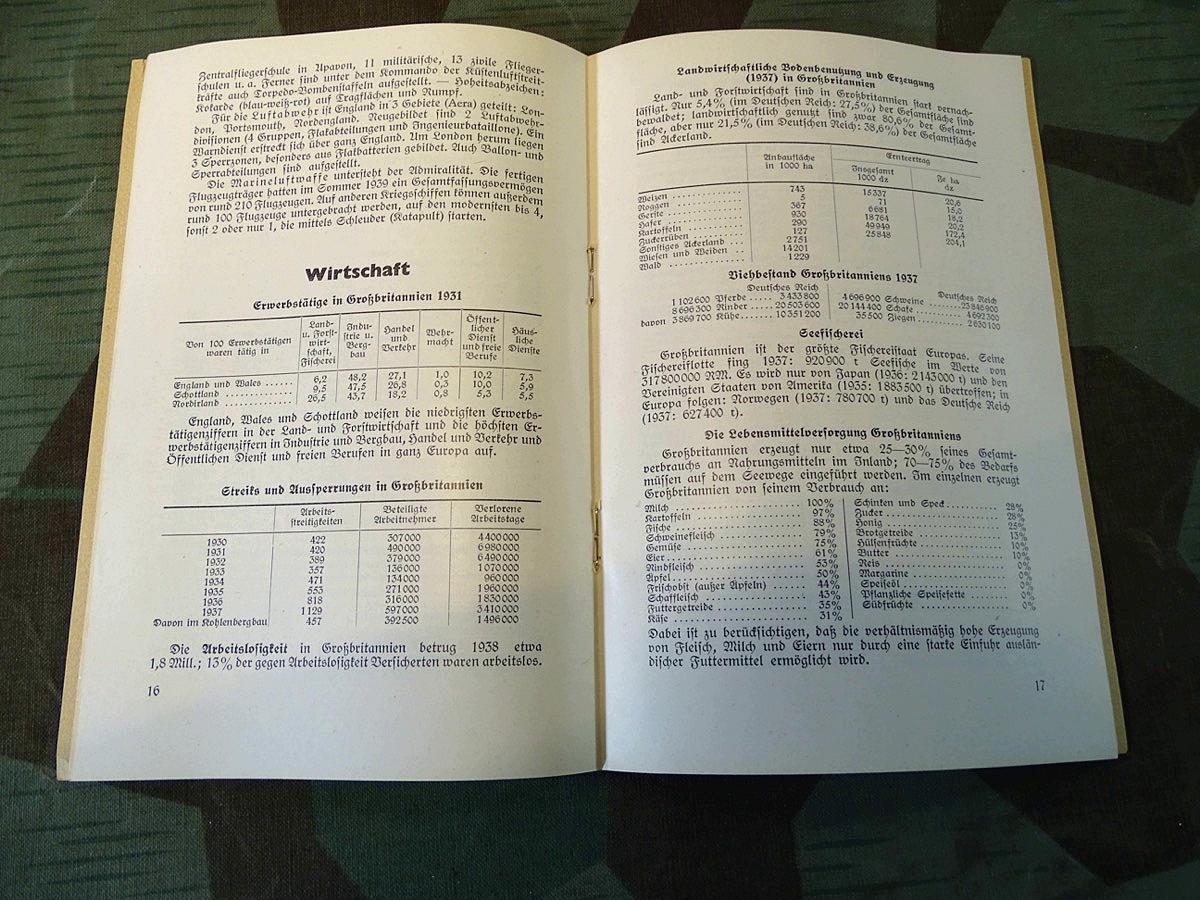 Zentralfliegerschule in Upavon, 11 militärische, 13 zivile Flieger-
schulen u. a. Ferner sind unter dem Kommando der Küstenluftstreit-
kräfte auch Torpedo-Bombenstaffeln aufgestellt. — Hoheitsabzeichen:
Kokarde (blau-weiß-rot) auf Tragflächen und Rumpf.
Für die Luftabwehr ist England in 3 Gebiete (Aera) geteilt: Lon-
don, Portsmouth, Nordengland. Neugebildet sind 2 Luftabwehr-
divisionen (4 Gruppen, Flakabteilungen und Ingenieurbataillone). Ein
Warndienst erstreckt sich über ganz England. Um London herum liegen
3 Sperrzonen, besonders aus Flakbatterien gebildet. Auch Ballon- und
Sperrabteilungen sind aufgestellt.
Die Marineluftwaffe untersteht der Admiralität. Die fertigen
Flugzeugträger hatten im Sommer 1939 ein Gesamtfassungsvermögen
von rund 210 Flugzeugen. Auf anderen Kriegschiffen können außerdem
rund 100 Flugzeuge untergebracht werden, auf den modernsten bis 4,
sonst 2 oder nur 1, die mittels Schleuder (Katapult) starten.
Wirtschaft
Erwerbstätige in Großbritannien 1931
Von 100 Erwerbstätigen waren tätig in | Land- u. Forst- wirt- schaft, Fischerei | Indu- strie u. Berg- bau | Handel und Verkehr | Wehr- macht | Öffent- licher Dienst und freie Berufe | Häus- liche Dienste
England und Wales ...... 6,2 48,2 27,1 1,0 10,2 7,3
Schottland ............... 9,5 47,5 26,8 0,3 10,0 5,9
Nordirland ............... 26,5 43,7 18,2 0,8 5,3 5,5
England, Wales und Schottland weisen die niedrigsten Erwerbs-
tätigenziffern in der Land- und Forstwirtschaft und die höchsten Er-
werbstätigenziffern in Industrie und Bergbau, Handel und Verkehr und
Öffentlichen Dienst und freien Berufen in ganz Europa auf.
Streiks und Aussperrungen in Großbritannien
Arbeits- streitigkeiten | Beteiligte Arbeitnehmer | Verlorene Arbeitstage
1930 422 307000 4400000
1931 420 490000 6980000
1932 389 379000 6490000
1933 357 136000 1070000
1934 471 134000 960000
1935 553 271000 1960000
1936 818 316000 1830000
1937 1129 597000 3410000
Davon im Kohlenbergbau 457 392500 1496000
Die Arbeitslosigkeit in Großbritannien betrug 1938 etwa
1,8 Mill.; 13% der gegen Arbeitslosigkeit Versicherten waren arbeitslos.
16
Landwirtschaftliche Bodenbenutzung und Erzeugung
(1937) in Großbritannien
Land- und Forstwirtschaft sind in Großbritannien stark vernach-
lässigt. Nur 5,4% (im Deutschen Reich: 27,5%) der Gesamtfläche sind
bewaldet; landwirtschaftlich genutzt sind zwar 80,6% der Gesamt-
fläche, aber nur 21,5% (im Deutschen Reich: 38,6%) der Gesamtfläche
sind Ackerland.
Anbaufläche in 1000 ha | Ernteertrag
Insgesamt 1000 dz | Je ha dz
Weizen .......... 743 15337 20,6
Roggen .......... 5 71 15,0
Gerste .......... 367 6681 18,2
Hafer .......... 930 18764 20,2
Kartoffeln .......... 290 49949 172,4
Zuckerrüben .......... 127 25848 204,1
Sonstiges Ackerland ... 2751
Wiesen und Weiden ... 14201
Wald .......... 1229
Viehbestand Großbritanniens 1937
Deutsches Reich | Deutsches Reich
1102600 Pferde ..... 3433800 | 4696900 Schweine ..23846900
8696300 Rinder ..20503600 | 20144400 Schafe .. 4692300
davon 3869700 Kühe...10351200 | 35500 Ziegen .. 2630100
Seefischerei
Großbritannien ist der größte Fischereistaat Europas. Seine
Fischereiflotte fing 1937: 920900 t Seefische im Werte von
317800000 RM. Es wird nur von Japan (1936: 2143000 t) und den
Vereinigten Staaten von Amerika (1935: 1883500 t) übertroffen; in
Europa folgen: Norwegen (1937: 780700 t) und das Deutsche Reich
(1937: 627400 t).
Die Lebensmittelversorgung Großbritanniens
Großbritannien erzeugt nur etwa 25—30% seines Gesamt-
verbrauchs an Nahrungsmitteln im Inland; 70—75% des Bedarfs
müssen auf dem Seewege eingeführt werden. Im einzelnen erzeugt
Großbritannien von seinem Verbrauch an:
Milch .......... 100% | Schinken und Speck.......... 28%
Kartoffeln .......... 97% | Zucker .......... 28%
Fische .......... 88% | Honig .......... 25%
Schweinefleisch .......... 79% | Brotgetreide .......... 13%
Gemüse .......... 75% | Hülsenfrüchte .......... 10%
Eier .......... 61% | Butter .......... 10%
Rindfleisch .......... 53% | Reis .......... 0%
Äpfel .......... 50% | Margarine .......... 0%
Frischobst (außer Äpfeln) .......... 44% | Speiseöl .......... 0%
Schaffleisch .......... 43% | Pflanzliche Speisefette .......... 0%
Futtergetreide .......... 35% | Südfrüchte .......... 0%
Käse .......... 31%
Dabei ist zu berücksichtigen, daß die verhältnismäßig hohe Erzeugung
von Fleisch, Milch und Eiern nur durch eine starke Einfuhr auslän-
discher Futtermittel ermöglicht wird.
17